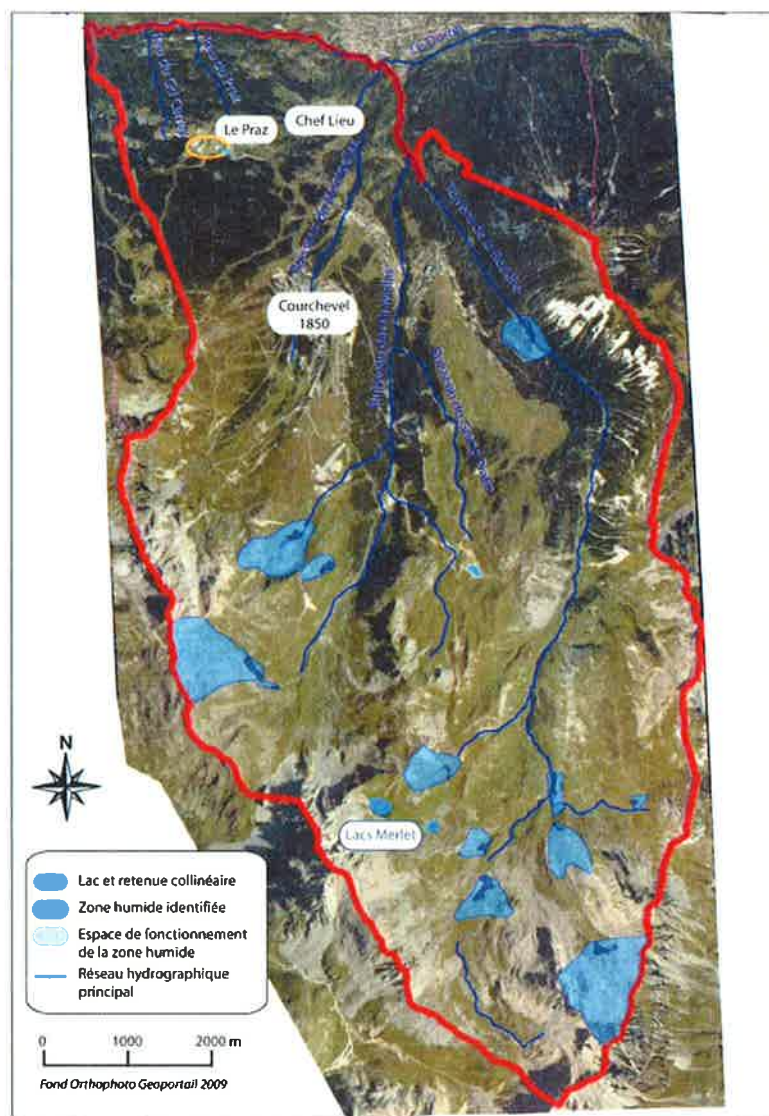 Le Praz
Chef Lieu
Courchevel
1850
N
Lacs Merlet
Lac et retenue collinéaire
Zone humide identifiée
Espace de fonctionnement
de la zone humide
Réseau hydrographique
principal
0 1000 2000 m
Fond Orthophoto Geoportail 2009